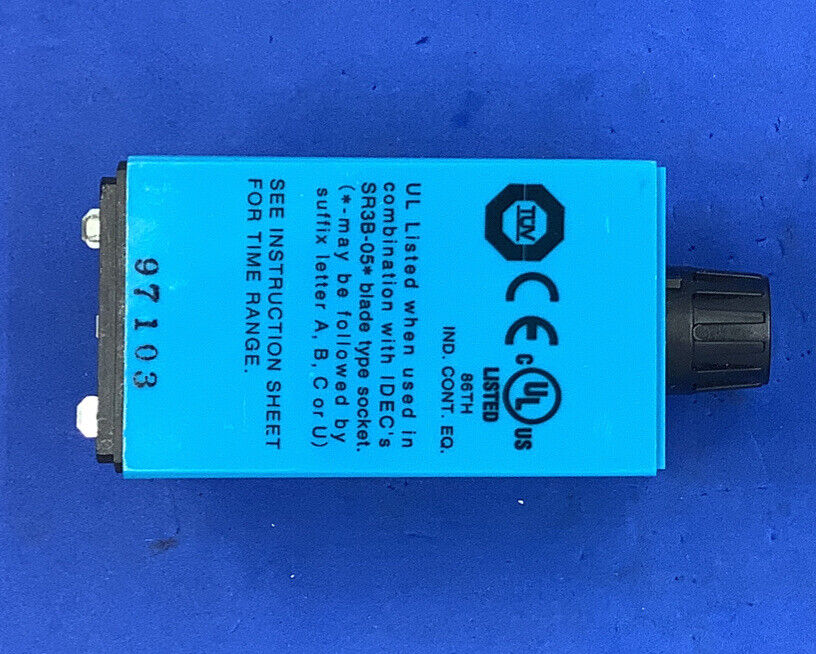 TÜV
CE
c UL US
LISTED
86TH
IND. CONT. EQ.
UL Listed when used in
combination with IDEC's
SR3B-05* blade type socket.
(*-may be followed by
suffix letter A, B, C or U)
SEE INSTRUCTION SHEET
FOR TIME RANGE.
97103